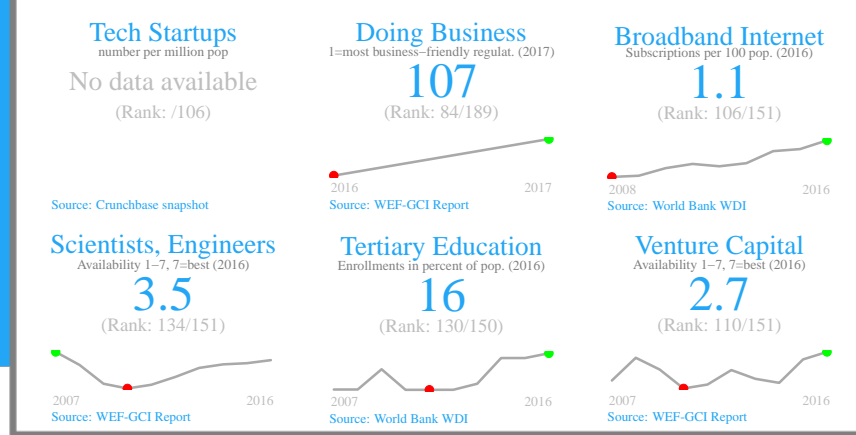 Tech Startups
number per million pop
No data available
(Rank: /106)
Source: Crunchbase snapshot
Doing Business
1=most business–friendly regulat. (2017)
107
(Rank: 84/189)
2016 2017
Source: WEF-GCI Report
Broadband Internet
Subscriptions per 100 pop. (2016)
1.1
(Rank: 106/151)
2008 2016
Source: World Bank WDI
Scientists, Engineers
Availability 1–7, 7=best (2016)
3.5
(Rank: 134/151)
2007 2016
Source: WEF-GCI Report
Tertiary Education
Enrollments in percent of pop. (2016)
16
(Rank: 130/150)
2007 2016
Source: World Bank WDI
Venture Capital
Availability 1–7, 7=best (2016)
2.7
(Rank: 110/151)
2007 2016
Source: WEF-GCI Report